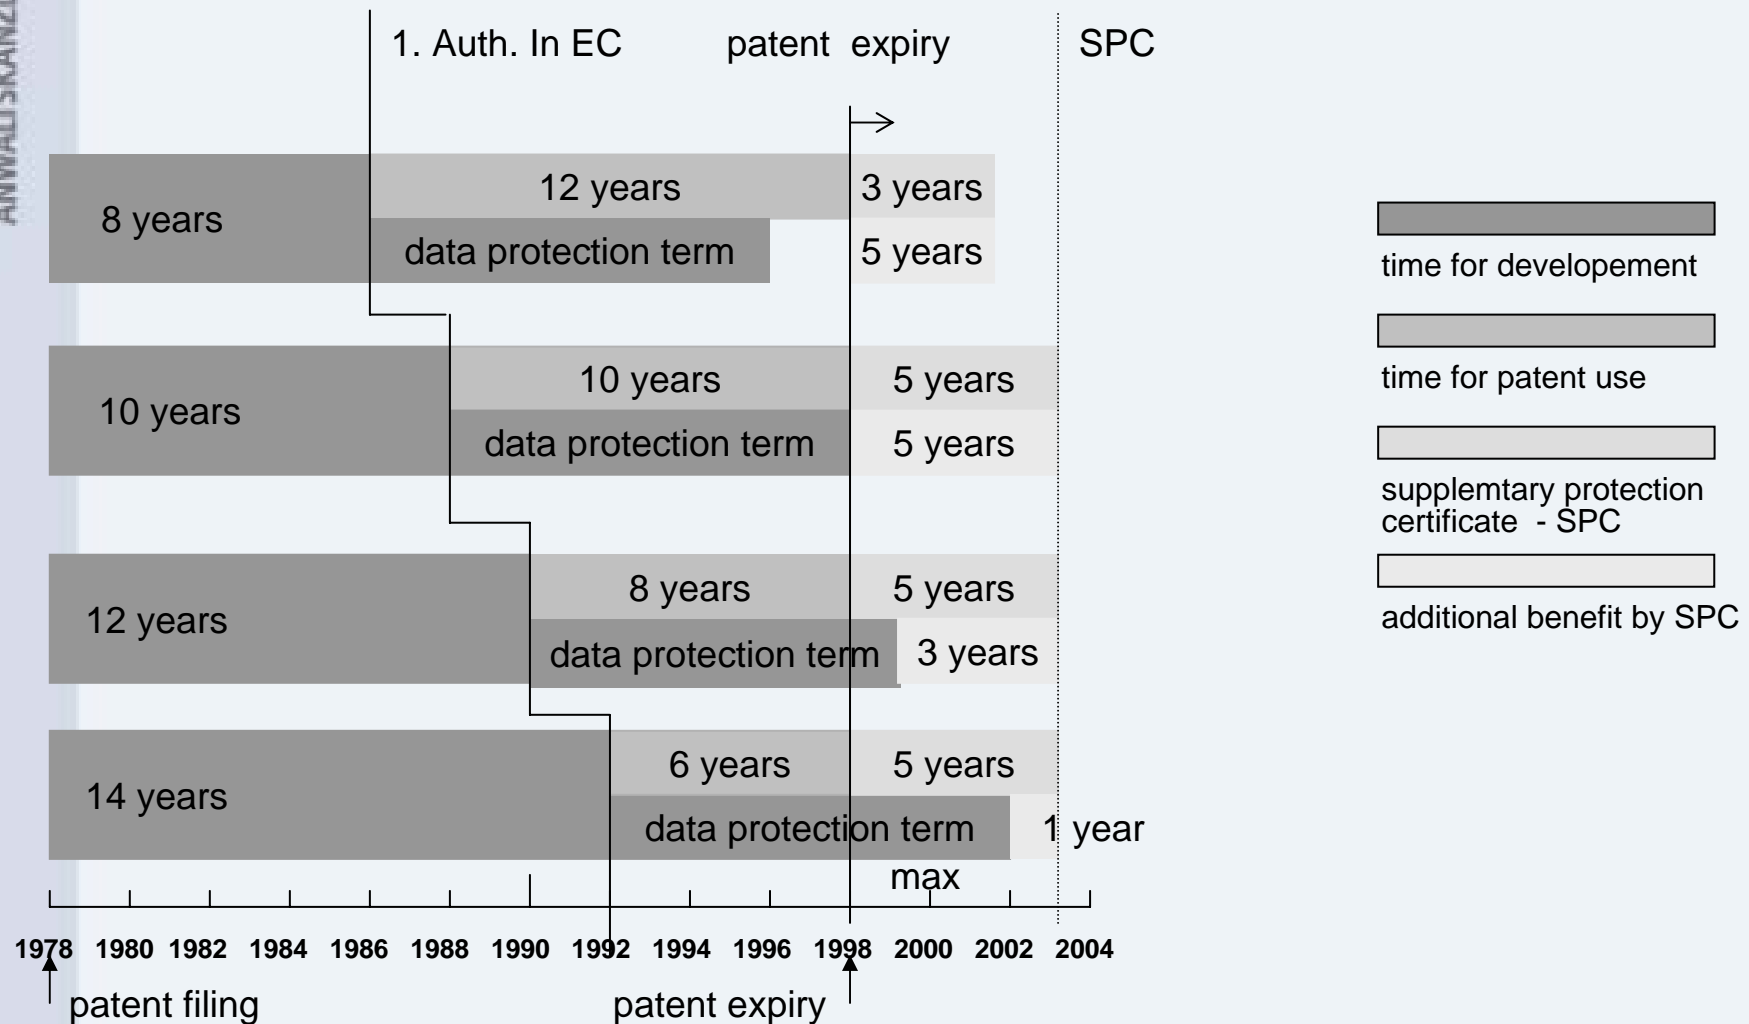 ANWALTSKANZL
1. Auth. In EC patent expiry SPC
8 years
12 years 3 years
data protection term 5 years
10 years
10 years 5 years
data protection term 5 years
12 years
8 years 5 years
data protection term 3 years
14 years
6 years 5 years
data protection term 1 year
max
1978 1980 1982 1984 1986 1988 1990 1992 1994 1996 1998 2000 2002 2004
patent filing patent expiry
time for developement
time for patent use
supplemtary protection
certificate - SPC
additional benefit by SPC